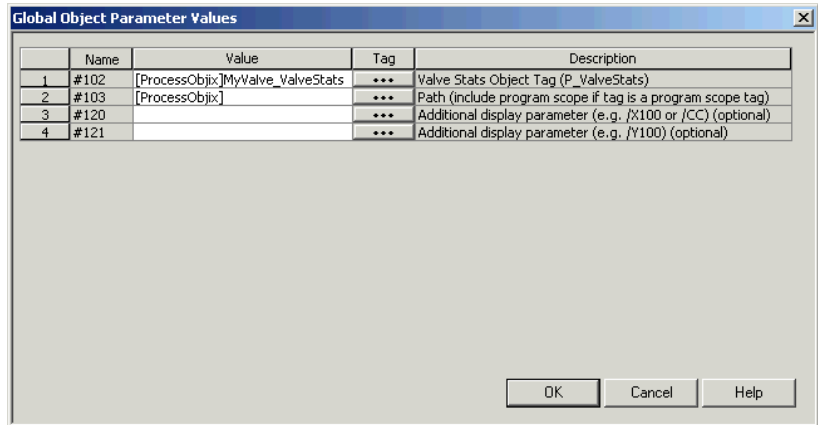 Global Object Parameter Values
Name Value Tag Description
1 #102 [ProcessObjix]MyValve_ValveStats ••• Valve Stats Object Tag (P_ValveStats)
2 #103 [ProcessObjix] ••• Path (include program scope if tag is a program scope tag)
3 #120 ••• Additional display parameter (e.g. /X100 or /CC) (optional)
4 #121 ••• Additional display parameter (e.g. /Y100) (optional)
OK Cancel Help